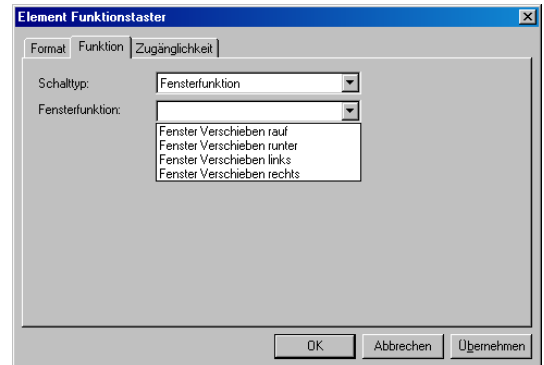 Element Funktionstaster
Format Funktion Zugänglichkeit
Schalttyp: Fensterfunktion
Fensterfunktion:
Fenster Verschieben rauf
Fenster Verschieben runter
Fenster Verschieben links
Fenster Verschieben rechts
OK Abbrechen Übernehmen